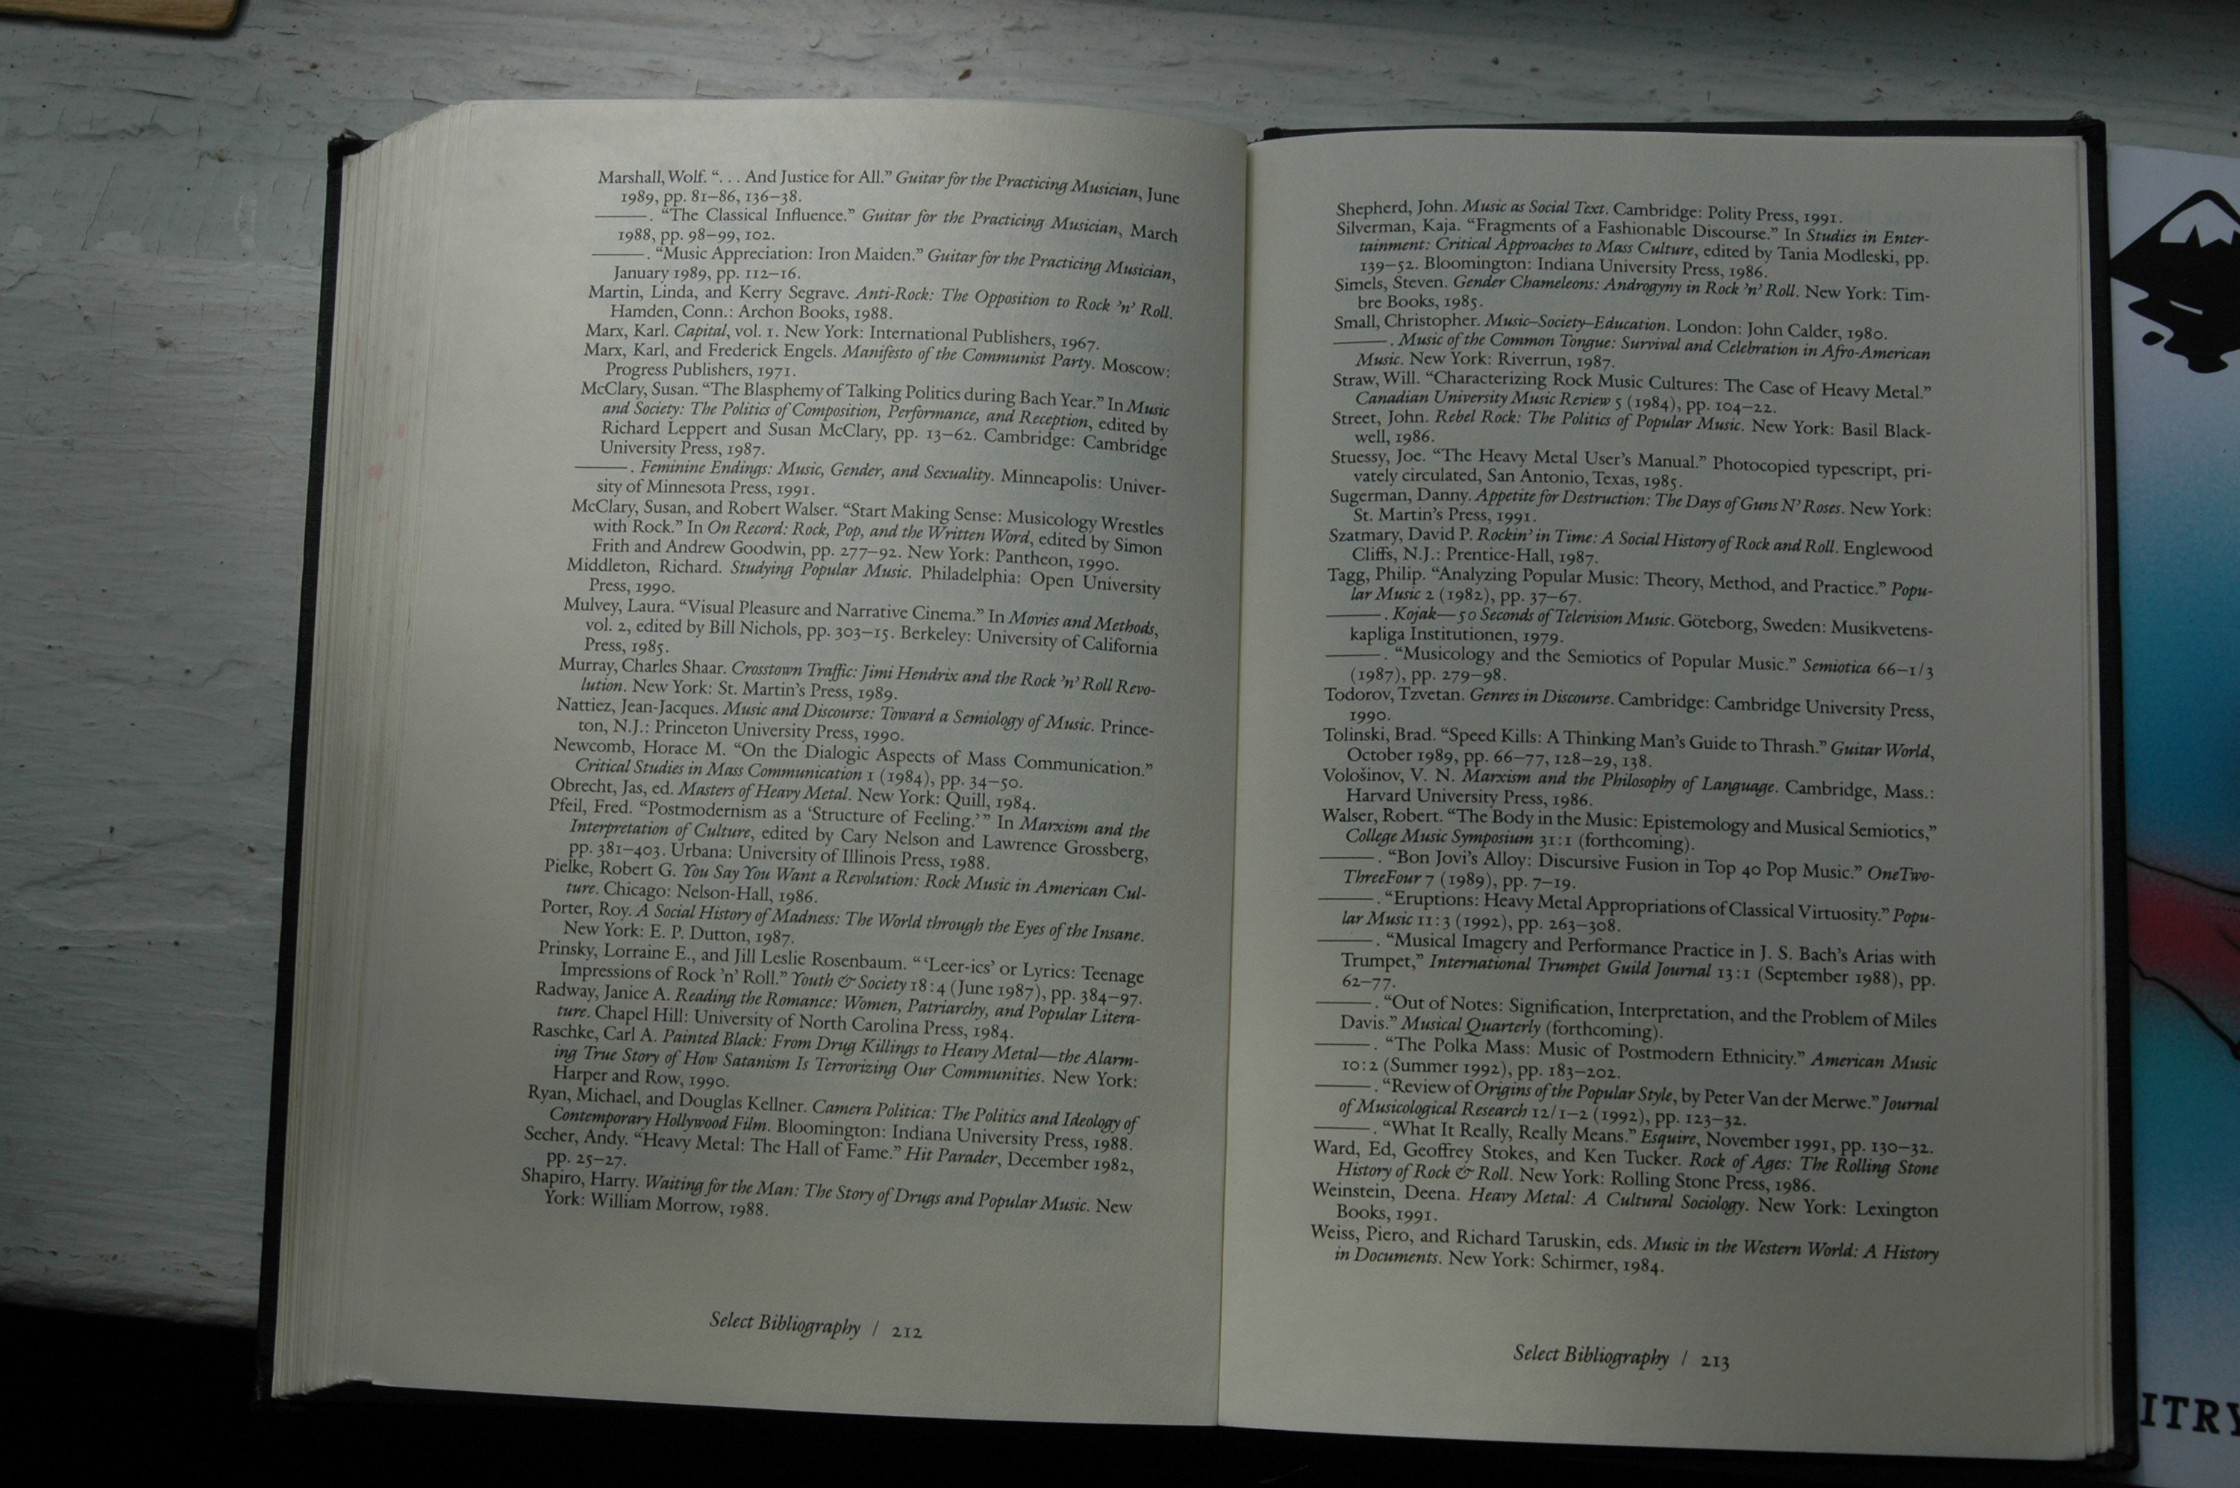 Marshall, Wolf. “. . . And Justice for All.” Guitar for the Practicing Musician, June
1989, pp. 81–86, 136–38.
———. “The Classical Influence.” Guitar for the Practicing Musician, March
1988, pp. 98–99, 102.
———. “Music Appreciation: Iron Maiden.” Guitar for the Practicing Musician,
January 1989, pp. 112–16.
Martin, Linda, and Kerry Segrave. Anti-Rock: The Opposition to Rock ’n’ Roll.
Hamden, Conn.: Archon Books, 1988.
Marx, Karl. Capital, vol. 1. New York: International Publishers, 1967.
Marx, Karl, and Frederick Engels. Manifesto of the Communist Party. Moscow:
Progress Publishers, 1971.
McClary, Susan. “The Blasphemy of Talking Politics during Bach Year.” In Music
and Society: The Politics of Composition, Performance, and Reception, edited by
Richard Leppert and Susan McClary, pp. 13–62. Cambridge: Cambridge
University Press, 1987.
———. Feminine Endings: Music, Gender, and Sexuality. Minneapolis: Univer-
sity of Minnesota Press, 1991.
McClary, Susan, and Robert Walser. “Start Making Sense: Musicology Wrestles
with Rock.” In On Record: Rock, Pop, and the Written Word, edited by Simon
Frith and Andrew Goodwin, pp. 277–92. New York: Pantheon, 1990.
Middleton, Richard. Studying Popular Music. Philadelphia: Open University
Press, 1990.
Mulvey, Laura. “Visual Pleasure and Narrative Cinema.” In Movies and Methods,
vol. 2, edited by Bill Nichols, pp. 303–15. Berkeley: University of California
Press, 1985.
Murray, Charles Shaar. Crosstown Traffic: Jimi Hendrix and the Rock ’n’ Roll Revo-
lution. New York: St. Martin’s Press, 1989.
Nattiez, Jean-Jacques. Music and Discourse: Toward a Semiology of Music. Prince-
ton, N.J.: Princeton University Press, 1990.
Newcomb, Horace M. “On the Dialogic Aspects of Mass Communication.”
Critical Studies in Mass Communication 1 (1984), pp. 34–50.
Obrecht, Jas, ed. Masters of Heavy Metal. New York: Quill, 1984.
Pfeil, Fred. “Postmodernism as a ‘Structure of Feeling.’” In Marxism and the
Interpretation of Culture, edited by Cary Nelson and Lawrence Grossberg,
pp. 381–403. Urbana: University of Illinois Press, 1988.
Pielke, Robert G. You Say You Want a Revolution: Rock Music in American Cul-
ture. Chicago: Nelson-Hall, 1986.
Porter, Roy. A Social History of Madness: The World through the Eyes of the Insane.
New York: E. P. Dutton, 1987.
Prinsky, Lorraine E., and Jill Leslie Rosenbaum. “‘Leer-ics’ or Lyrics: Teenage
Impressions of Rock ’n’ Roll.” Youth & Society 18:4 (June 1987), pp. 384–97.
Radway, Janice A. Reading the Romance: Women, Patriarchy, and Popular Litera-
ture. Chapel Hill: University of North Carolina Press, 1984.
Raschke, Carl A. Painted Black: From Drug Killings to Heavy Metal—the Alarm-
ing True Story of How Satanism Is Terrorizing Our Communities. New York:
Harper and Row, 1990.
Ryan, Michael, and Douglas Kellner. Camera Politica: The Politics and Ideology of
Contemporary Hollywood Film. Bloomington: Indiana University Press, 1988.
Secher, Andy. “Heavy Metal: The Hall of Fame.” Hit Parader, December 1982,
pp. 25–27.
Shapiro, Harry. Waiting for the Man: The Story of Drugs and Popular Music. New
York: William Morrow, 1988.
Select Bibliography / 212
Shepherd, John. Music as Social Text. Cambridge: Polity Press, 1991.
Silverman, Kaja. “Fragments of a Fashionable Discourse.” In Studies in Enter-
tainment: Critical Approaches to Mass Culture, edited by Tania Modleski, pp.
139–52. Bloomington: Indiana University Press, 1986.
Simels, Steven. Gender Chameleons: Androgyny in Rock ’n’ Roll. New York: Tim-
bre Books, 1985.
Small, Christopher. Music–Society–Education. London: John Calder, 1980.
———. Music of the Common Tongue: Survival and Celebration in Afro-American
Music. New York: Riverrun, 1987.
Straw, Will. “Characterizing Rock Music Cultures: The Case of Heavy Metal.”
Canadian University Music Review 5 (1984), pp. 104–22.
Street, John. Rebel Rock: The Politics of Popular Music. New York: Basil Black-
well, 1986.
Stuessy, Joe. “The Heavy Metal User’s Manual.” Photocopied typescript, pri-
vately circulated, San Antonio, Texas, 1985.
Sugerman, Danny. Appetite for Destruction: The Days of Guns N’ Roses. New York:
St. Martin’s Press, 1991.
Szatmary, David P. Rockin’ in Time: A Social History of Rock and Roll. Englewood
Cliffs, N.J.: Prentice-Hall, 1987.
Tagg, Philip. “Analyzing Popular Music: Theory, Method, and Practice.” Popu-
lar Music 2 (1982), pp. 37–67.
———. Kojak—50 Seconds of Television Music. Göteborg, Sweden: Musikvetens-
kapliga Institutionen, 1979.
———. “Musicology and the Semiotics of Popular Music.” Semiotica 66–1/3
(1987), pp. 279–98.
Todorov, Tzvetan. Genres in Discourse. Cambridge: Cambridge University Press,
1990.
Tolinski, Brad. “Speed Kills: A Thinking Man’s Guide to Thrash.” Guitar World,
October 1989, pp. 66–77, 128–29, 138.
Vološinov, V. N. Marxism and the Philosophy of Language. Cambridge, Mass.:
Harvard University Press, 1986.
Walser, Robert. “The Body in the Music: Epistemology and Musical Semiotics,”
College Music Symposium 31:1 (forthcoming).
———. “Bon Jovi’s Alloy: Discursive Fusion in Top 40 Pop Music.” OneTwo-
ThreeFour 7 (1989), pp. 7–19.
———. “Eruptions: Heavy Metal Appropriations of Classical Virtuosity.” Popu-
lar Music 11:3 (1992), pp. 263–308.
———. “Musical Imagery and Performance Practice in J. S. Bach’s Arias with
Trumpet,” International Trumpet Guild Journal 13:1 (September 1988), pp.
62–77.
———. “Out of Notes: Signification, Interpretation, and the Problem of Miles
Davis.” Musical Quarterly (forthcoming).
———. “The Polka Mass: Music of Postmodern Ethnicity.” American Music
10:2 (Summer 1992), pp. 183–202.
———. “Review of Origins of the Popular Style, by Peter Van der Merwe.” Journal
of Musicological Research 12/1–2 (1992), pp. 123–32.
———. “What It Really, Really Means.” Esquire, November 1991, pp. 130–32.
Ward, Ed, Geoffrey Stokes, and Ken Tucker. Rock of Ages: The Rolling Stone
History of Rock & Roll. New York: Rolling Stone Press, 1986.
Weinstein, Deena. Heavy Metal: A Cultural Sociology. New York: Lexington
Books, 1991.
Weiss, Piero, and Richard Taruskin, eds. Music in the Western World: A History
in Documents. New York: Schirmer, 1984.
Select Bibliography / 213
ITRY